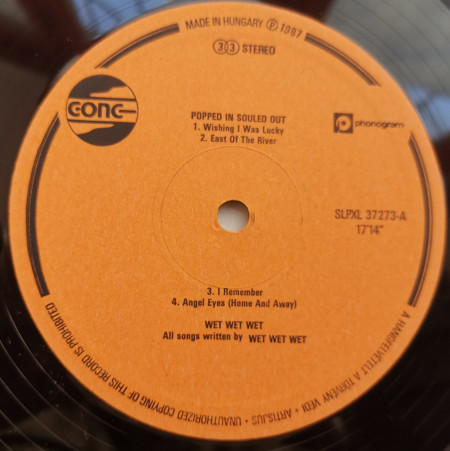 MADE IN HUNGARY Ⓟ 1987
33 STEREO
GONG
POPPED IN SOULED OUT
1. Wishing I Was Lucky
2. East Of The River
phonogram
SLPXL 37273-A
17'14"
3. I Remember
4. Angel Eyes (Home And Away)
WET WET WET
All songs written by WET WET WET
A HANGFELVÉTELT A TÖRVÉNY VÉDI • ARTISJUS • UNAUTHORIZED COPYING OF THIS RECORD IS PROHIBITED